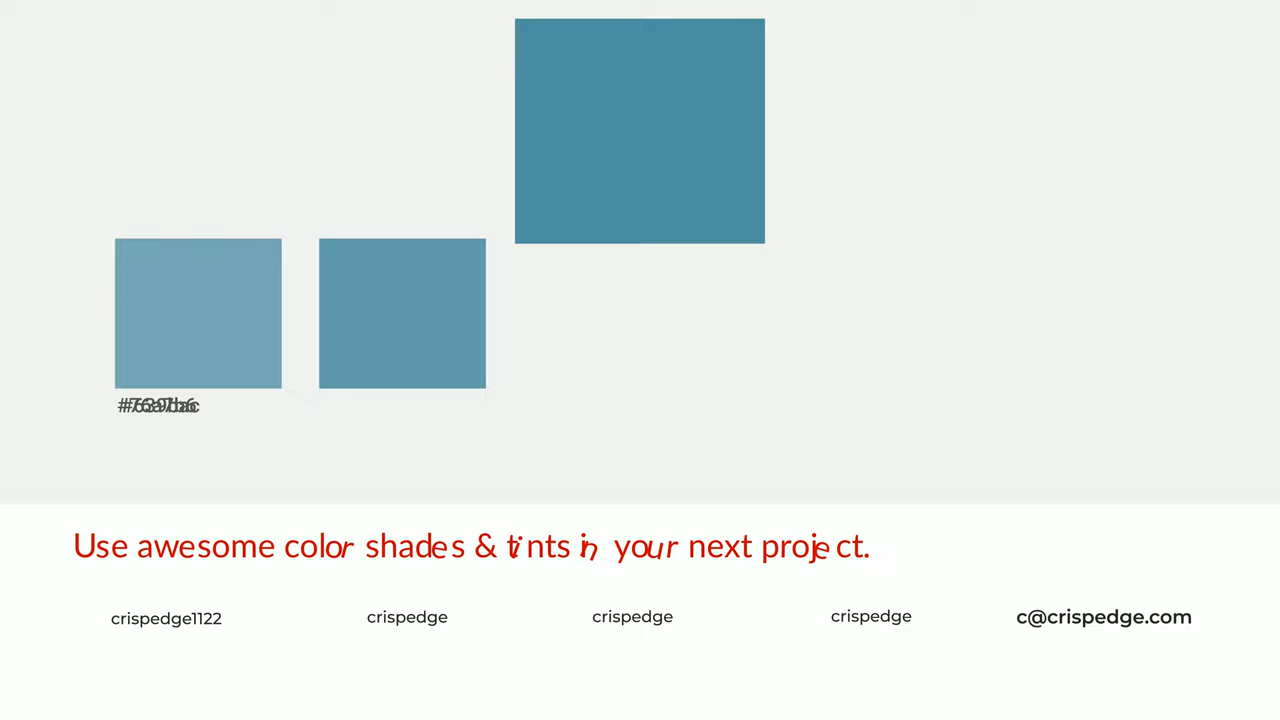 Use awesome color shades & tints in your next project.
crispedge1122 crispedge crispedge crispedge c@crispedge.com